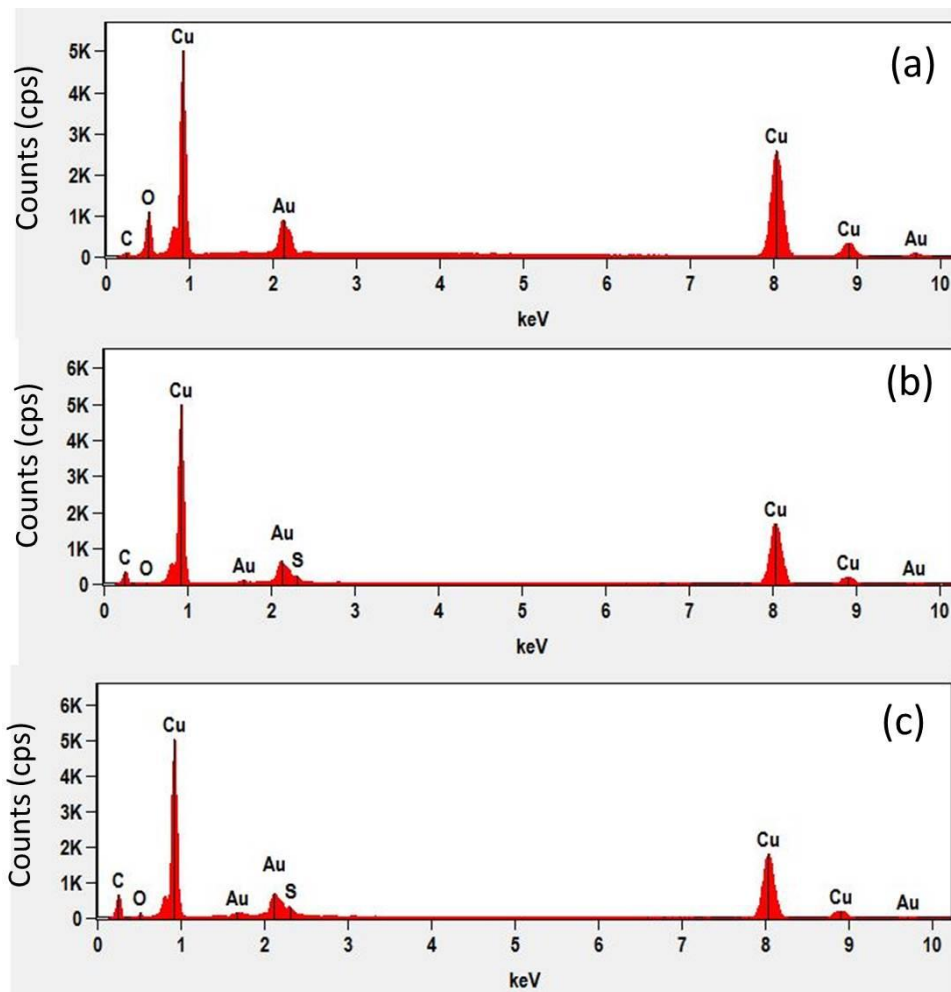 (a)
Counts (cps)
5K
4K
3K
2K
1K
0
Cu
O
C
Au
Cu
Cu
Au
0 1 2 3 4 5 6 7 8 9 10
keV
(b)
Counts (cps)
6K
5K
4K
3K
2K
1K
0
Cu
C
O
Au
Au
S
Cu
Cu
Au
0 1 2 3 4 5 6 7 8 9 10
keV
(c)
Counts (cps)
6K
5K
4K
3K
2K
1K
0
Cu
C
O
Au
Au
S
Cu
Cu
Au
0 1 2 3 4 5 6 7 8 9 10
keV